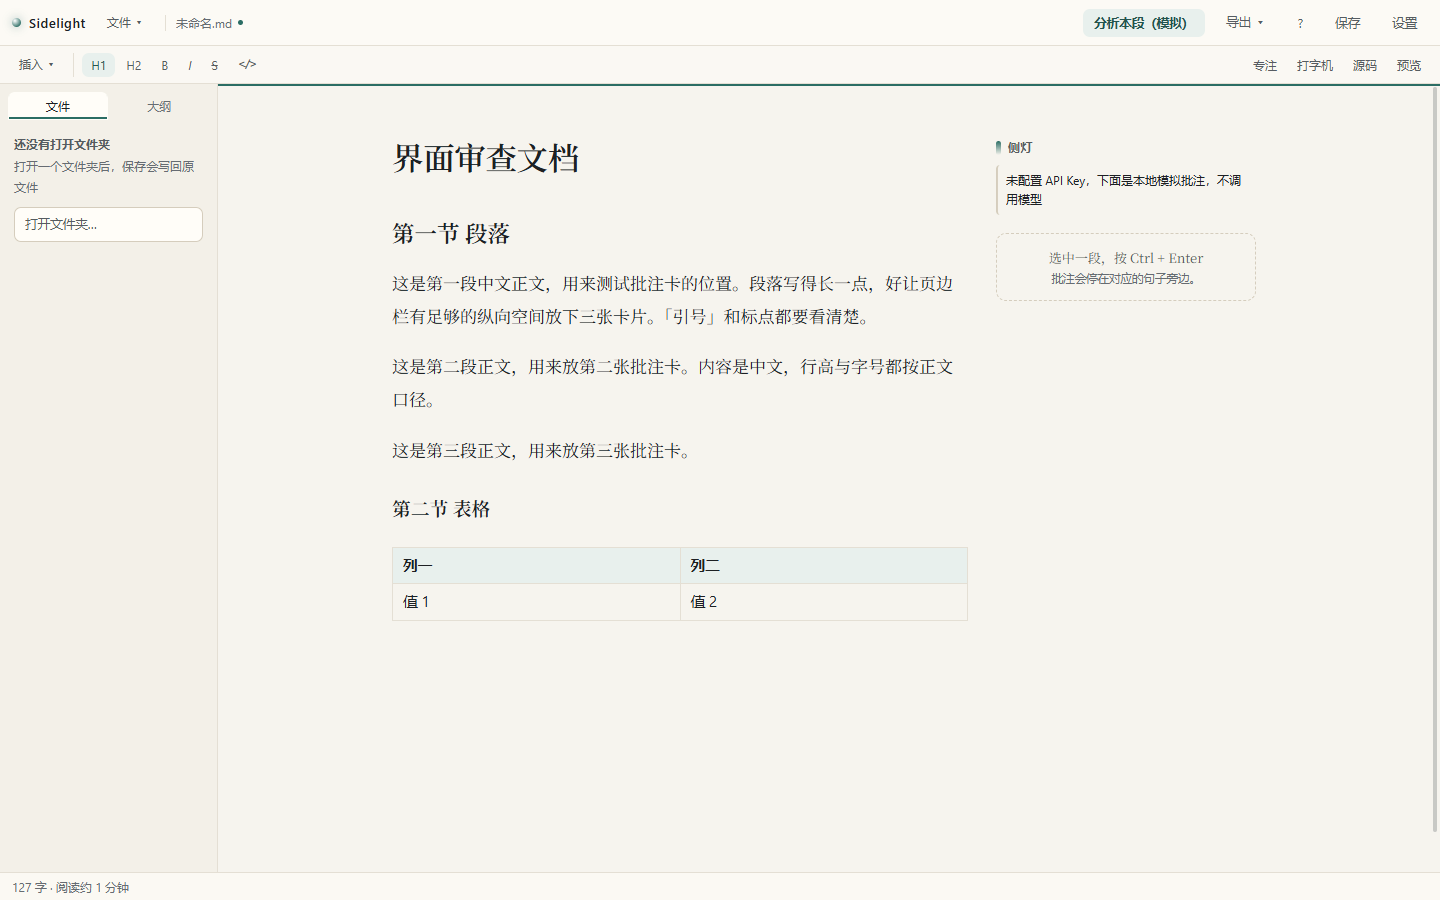 Sidelight 文件 未命名.md 分析本段（模拟） 导出 ? 保存 设置
插入 H1 H2 B I S </> 专注 打字机 源码 预览
文件 大纲
还没有打开文件夹
打开一个文件夹后，保存会写回原
文件
打开文件夹...
界面审查文档
第一节 段落
这是第一段中文正文，用来测试批注卡的位置。段落写得长一点，好让页边
栏有足够的纵向空间放下三张卡片。「引号」和标点都要看清楚。
这是第二段正文，用来放第二张批注卡。内容是中文，行高与字号都按正文
口径。
这是第三段正文，用来放第三张批注卡。
第二节 表格
列一 列二
值 1 值 2
侧灯
未配置 API Key，下面是本地模拟批注，不调
用模型
选中一段，按 Ctrl + Enter
批注会停在对应的句子旁边。
127 字 · 阅读约 1 分钟